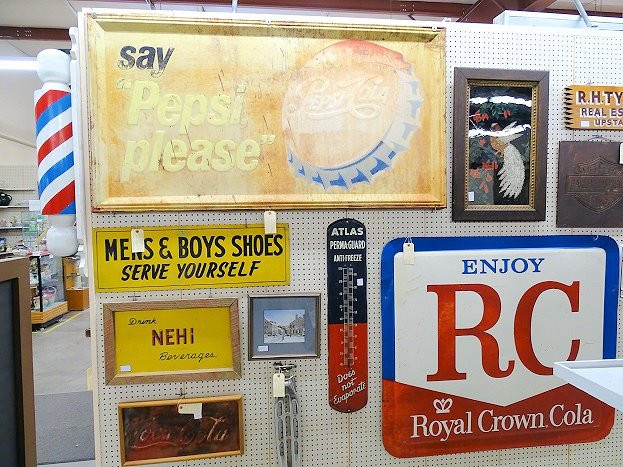 say
"Pepsi
please"
Pepsi-Cola
R.H.TY
REAL ES
UPSTA
MENS & BOYS SHOES
SERVE YOURSELF
ATLAS
PERMA-GUARD
ANTI-FREEZE
Does
not
Evaporate
Drink
NEHI
Beverages
Coca-Cola
ENJOY
RC
Royal Crown Cola